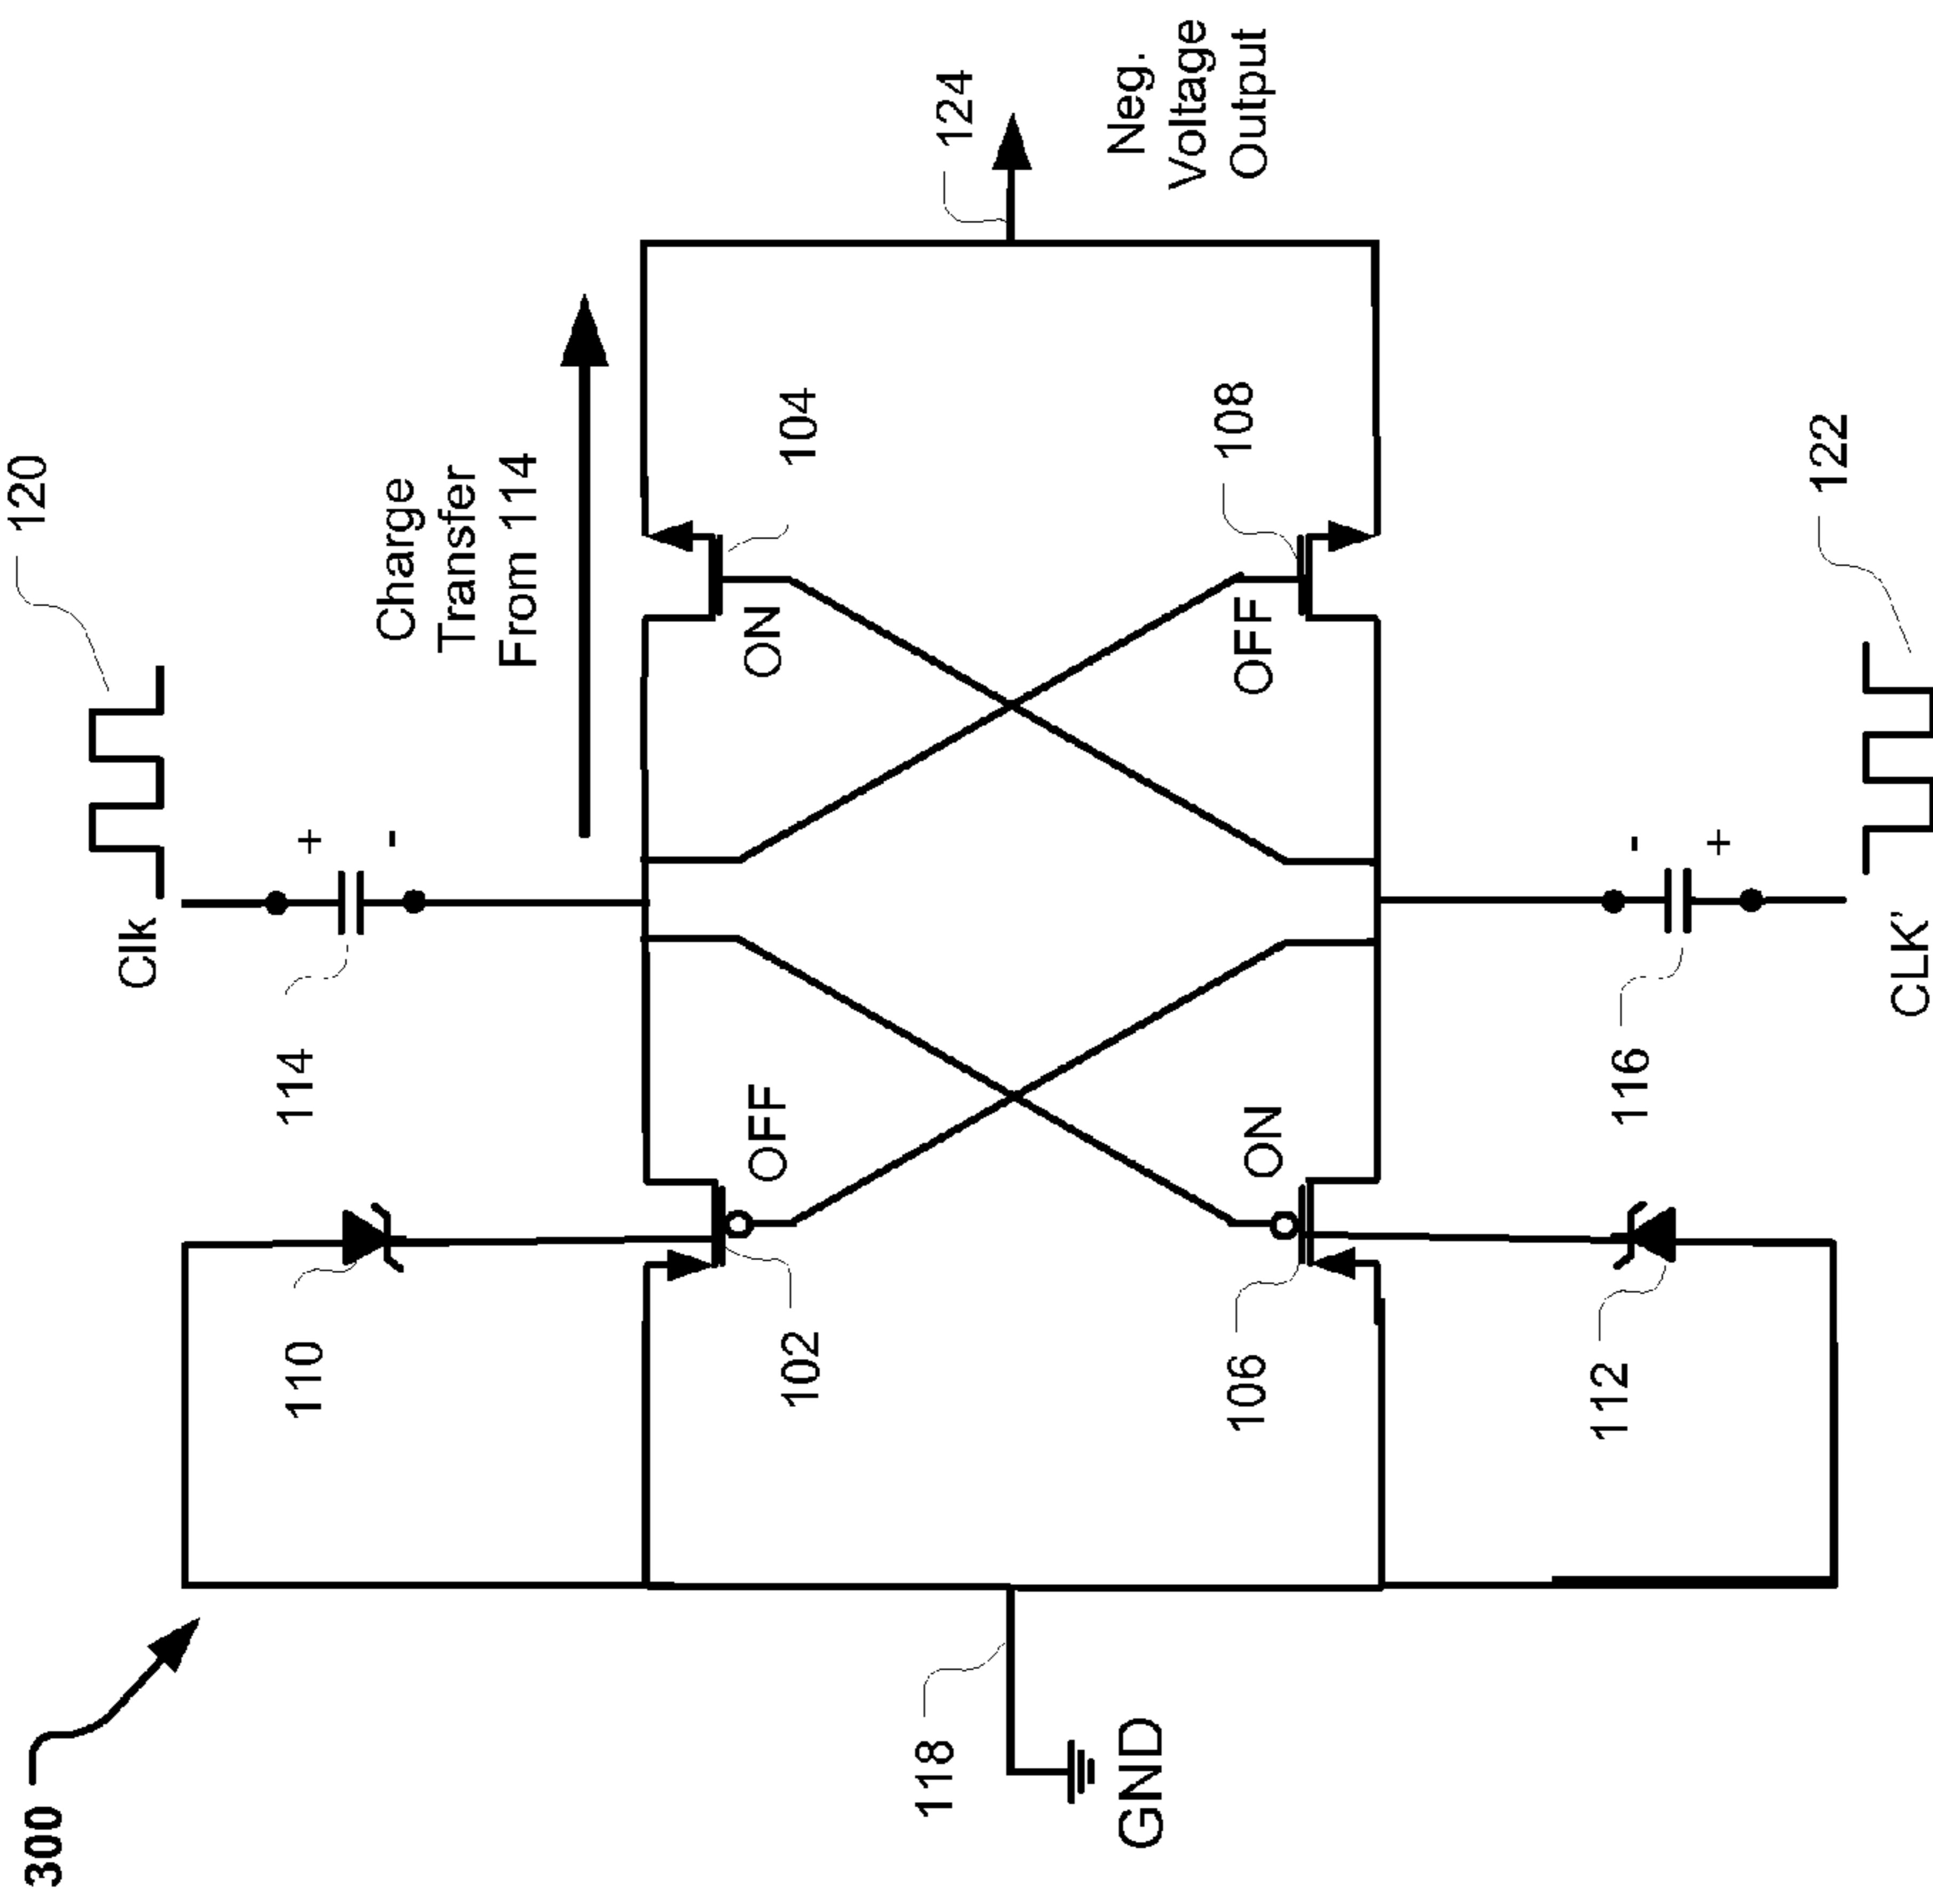 300
120
Clk
114
+
-
Charge
Transfer
From 114
110
OFF
102
ON
104
124
Neg.
Voltage
Output
118
GND
ON
106
OFF
108
112
116
-
+
CLK'
122